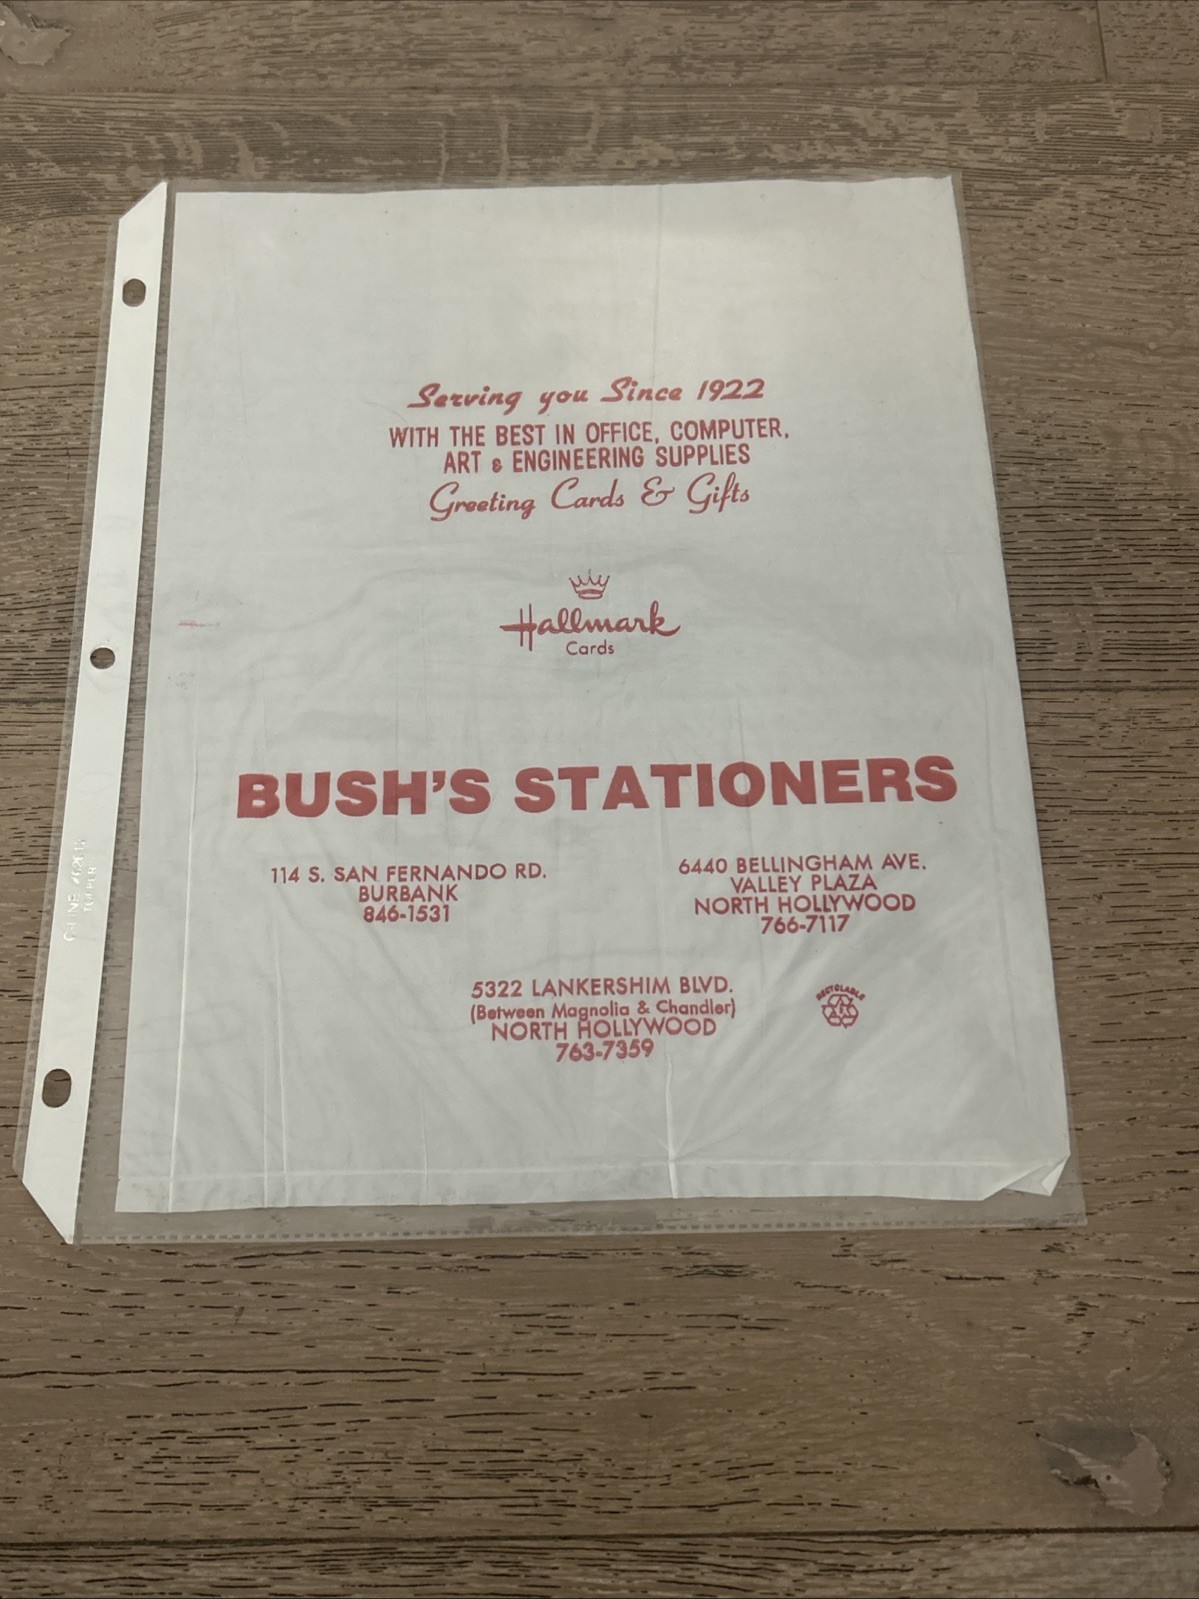 Serving you Since 1922
WITH THE BEST IN OFFICE, COMPUTER,
ART & ENGINEERING SUPPLIES
Greeting Cards & Gifts
Hallmark
Cards
BUSH'S STATIONERS
114 S. SAN FERNANDO RD.
BURBANK
846-1531
6440 BELLINGHAM AVE.
VALLEY PLAZA
NORTH HOLLYWOOD
766-7117
5322 LANKERSHIM BLVD.
(Between Magnolia & Chandler)
NORTH HOLLYWOOD
763-7359
RECYCLABLE